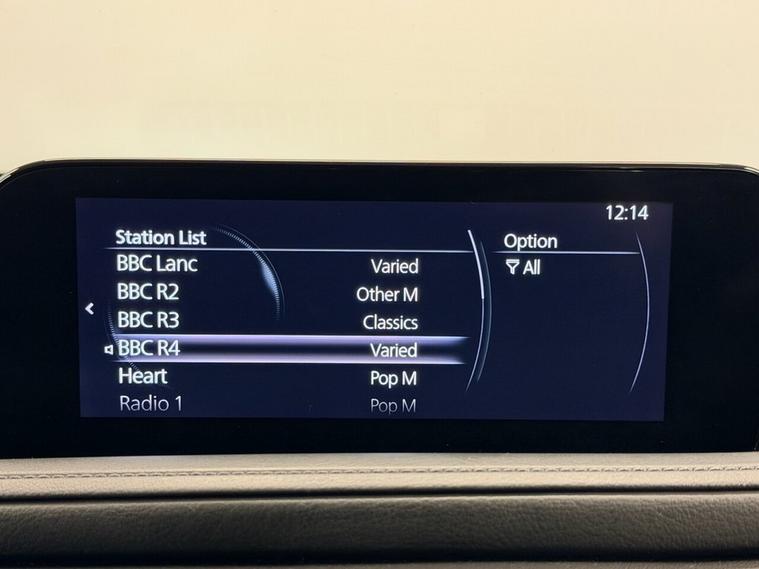 12:14
Station List
Option
BBC Lanc Varied
All
BBC R2 Other M
BBC R3 Classics
BBC R4 Varied
Heart Pop M
Radio 1 Pop M